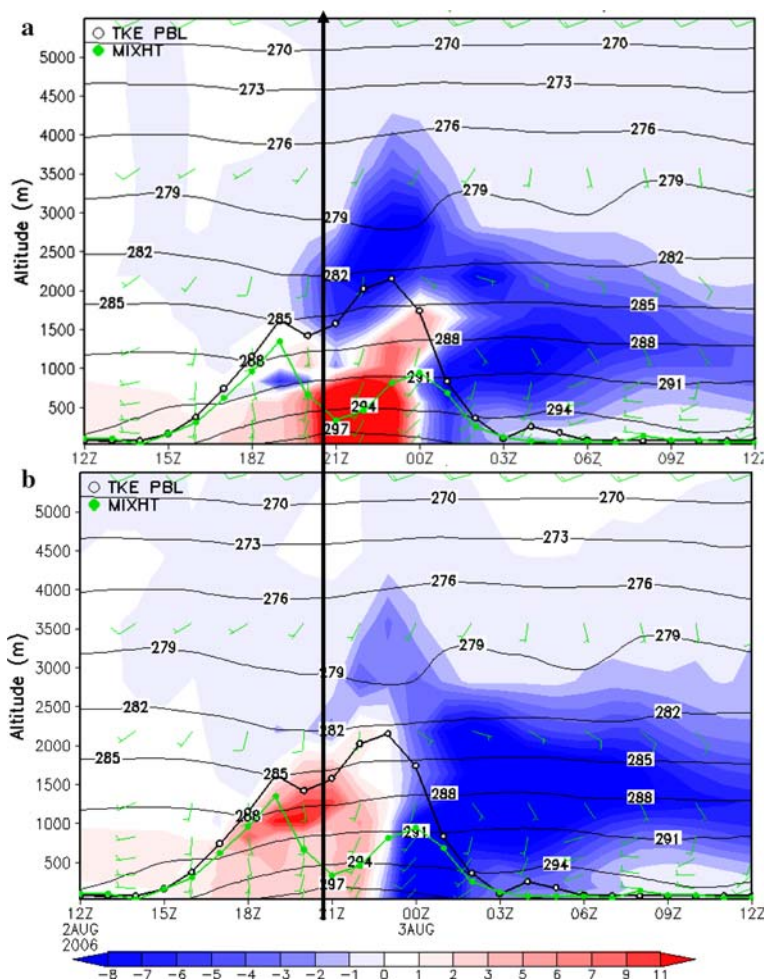 a
TKE PBL
MIXHT
Altitude (m)
5000
4500
4000
3500
3000
2500
2000
1500
1000
500
270 270 270
273 273
276 276 276
279 279 279 279
282 282 282
285 285 285
288 288 288
291 291
294 294
297
12Z 15Z 18Z 21Z 00Z 03Z 06Z 09Z 12Z
b
TKE PBL
MIXHT
Altitude (m)
5000
4500
4000
3500
3000
2500
2000
1500
1000
500
270 270 270
273 273
276 276 276
279 279 279 279
282 282 282
285 285 285
288 288 288
291 291
294 294
297
12Z 15Z 18Z 21Z 00Z 03Z 06Z 09Z 12Z
2AUG 3AUG
2006
-8 -7 -6 -5 -4 -3 -2 -1 0 1 2 3 5 7 9 11